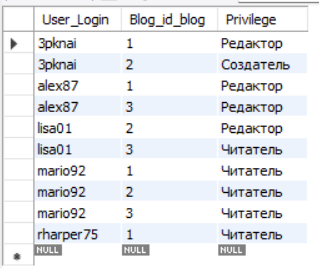 User_Login Blog_id_blog Privilege
3pknai 1 Редактор
3pknai 2 Создатель
alex87 1 Редактор
alex87 3 Редактор
lisa01 2 Редактор
lisa01 3 Читатель
mario92 1 Читатель
mario92 2 Читатель
mario92 3 Читатель
rharper75 1 Читатель
NULL NULL NULL